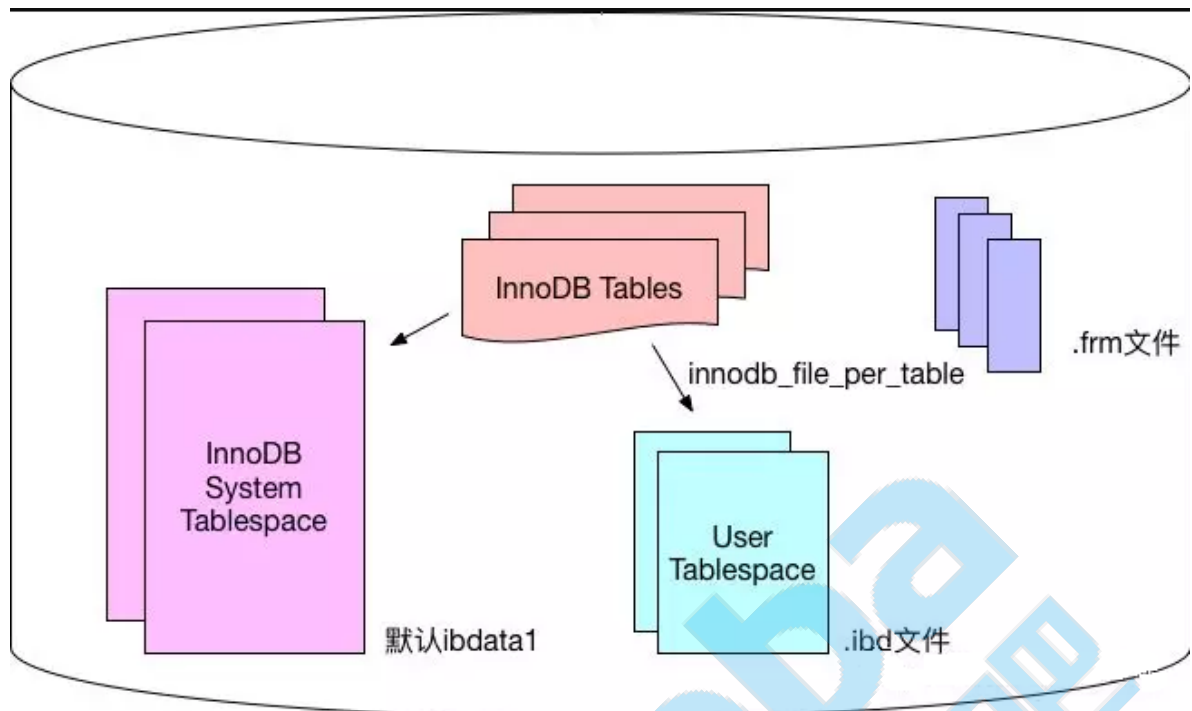 InnoDB Tables
.frm文件
innodb_file_per_table
InnoDB
System
Tablespace
User
Tablespace
默认ibdata1
.ibd文件